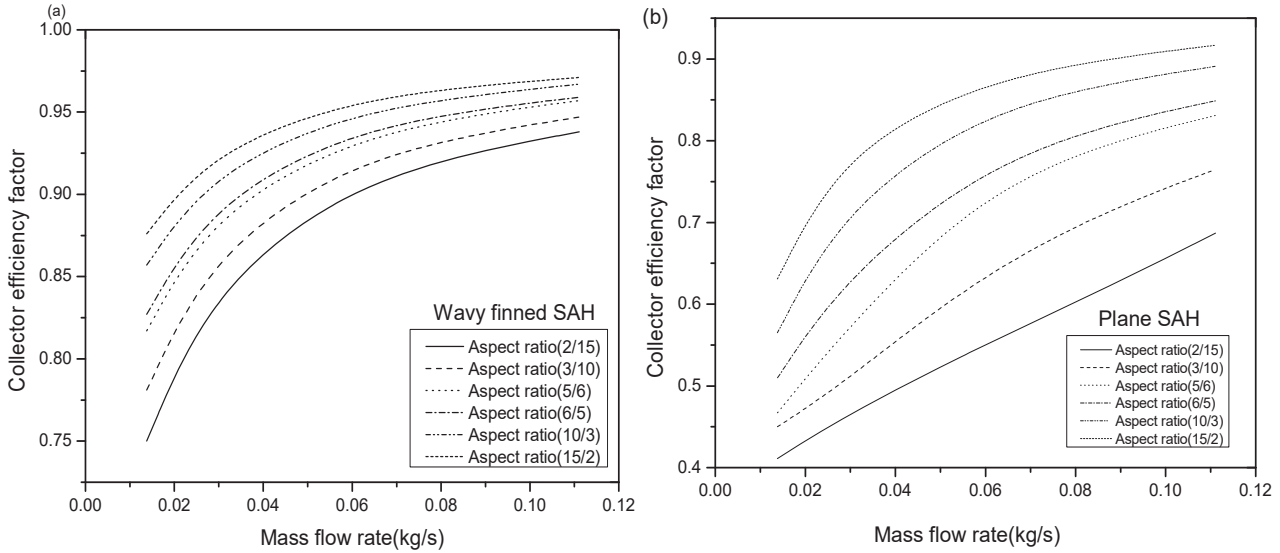 (a)
1.00
0.95
0.90
0.85
0.80
0.75
Collector efficiency factor
0.00 0.02 0.04 0.06 0.08 0.10 0.12
Mass flow rate(kg/s)
Wavy finned SAH
Aspect ratio(2/15)
Aspect ratio(3/10)
Aspect ratio(5/6)
Aspect ratio(6/5)
Aspect ratio(10/3)
Aspect ratio(15/2)
(b)
0.9
0.8
0.7
0.6
0.5
0.4
Collector efficiency factor
0.00 0.02 0.04 0.06 0.08 0.10 0.12
Mass flow rate(kg/s)
Plane SAH
Aspect ratio(2/15)
Aspect ratio(3/10)
Aspect ratio(5/6)
Aspect ratio(6/5)
Aspect ratio(10/3)
Aspect ratio(15/2)